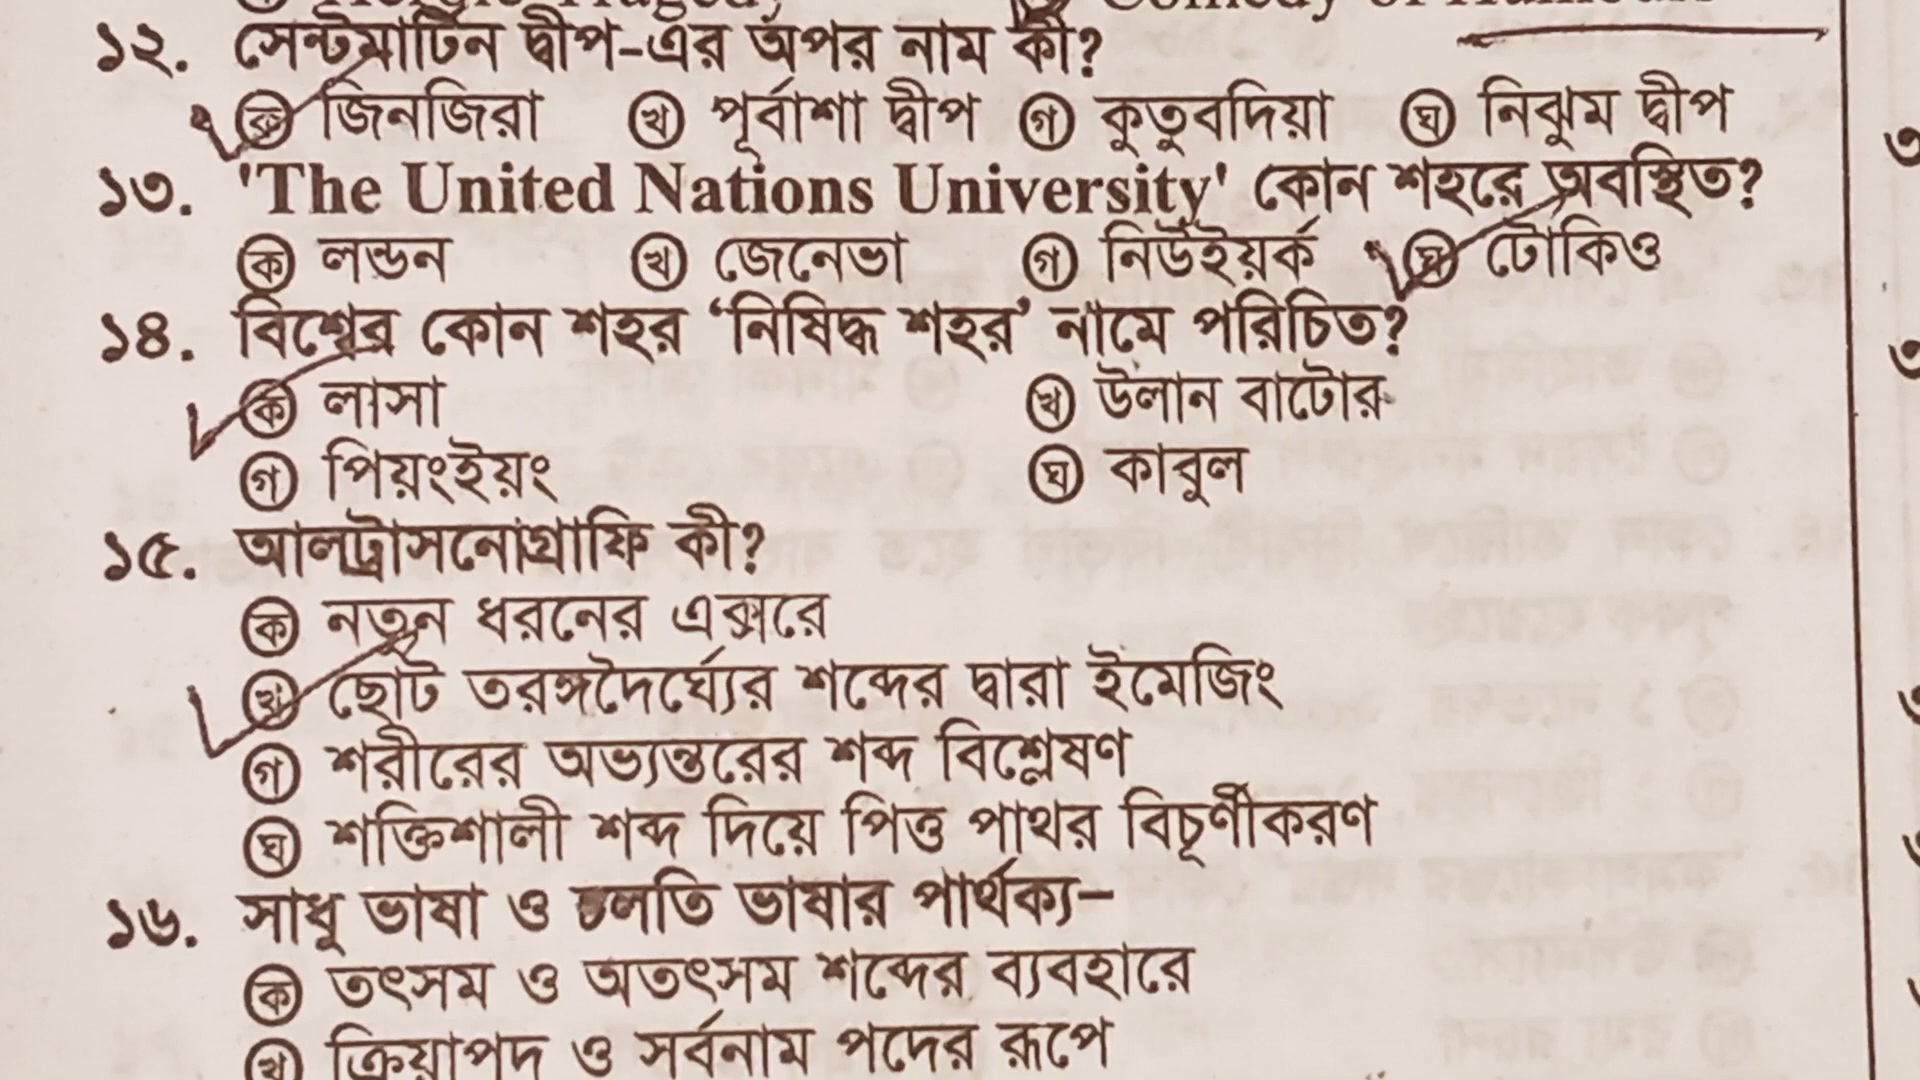 ১২. সেন্টমার্টিন দ্বীপ-এর অপর নাম কী?
ক জিনজিরা খ পূর্বাশা দ্বীপ গ কুতুবদিয়া ঘ নিঝুম দ্বীপ
১৩. 'The United Nations University' কোন শহরে অবস্থিত?
ক লন্ডন খ জেনেভা গ নিউইয়র্ক ঘ টোকিও
১৪. বিশ্বের কোন শহর ‘নিষিদ্ধ শহর’ নামে পরিচিত?
ক লাসা খ উলান বাটোর
গ পিয়ংইয়ং ঘ কাবুল
১৫. আলট্রাসনোগ্রাফি কী?
ক নতুন ধরনের এক্সরে
খ ছোট তরঙ্গদৈর্ঘ্যের শব্দের দ্বারা ইমেজিং
গ শরীরের অভ্যন্তরের শব্দ বিশ্লেষণ
ঘ শক্তিশালী শব্দ দিয়ে পিত্ত পাথর বিচূর্ণীকরণ
১৬. সাধু ভাষা ও চলতি ভাষার পার্থক্য–
ক তৎসম ও অতৎসম শব্দের ব্যবহারে
খ ক্রিয়াপদ ও সর্বনাম পদের রূপে